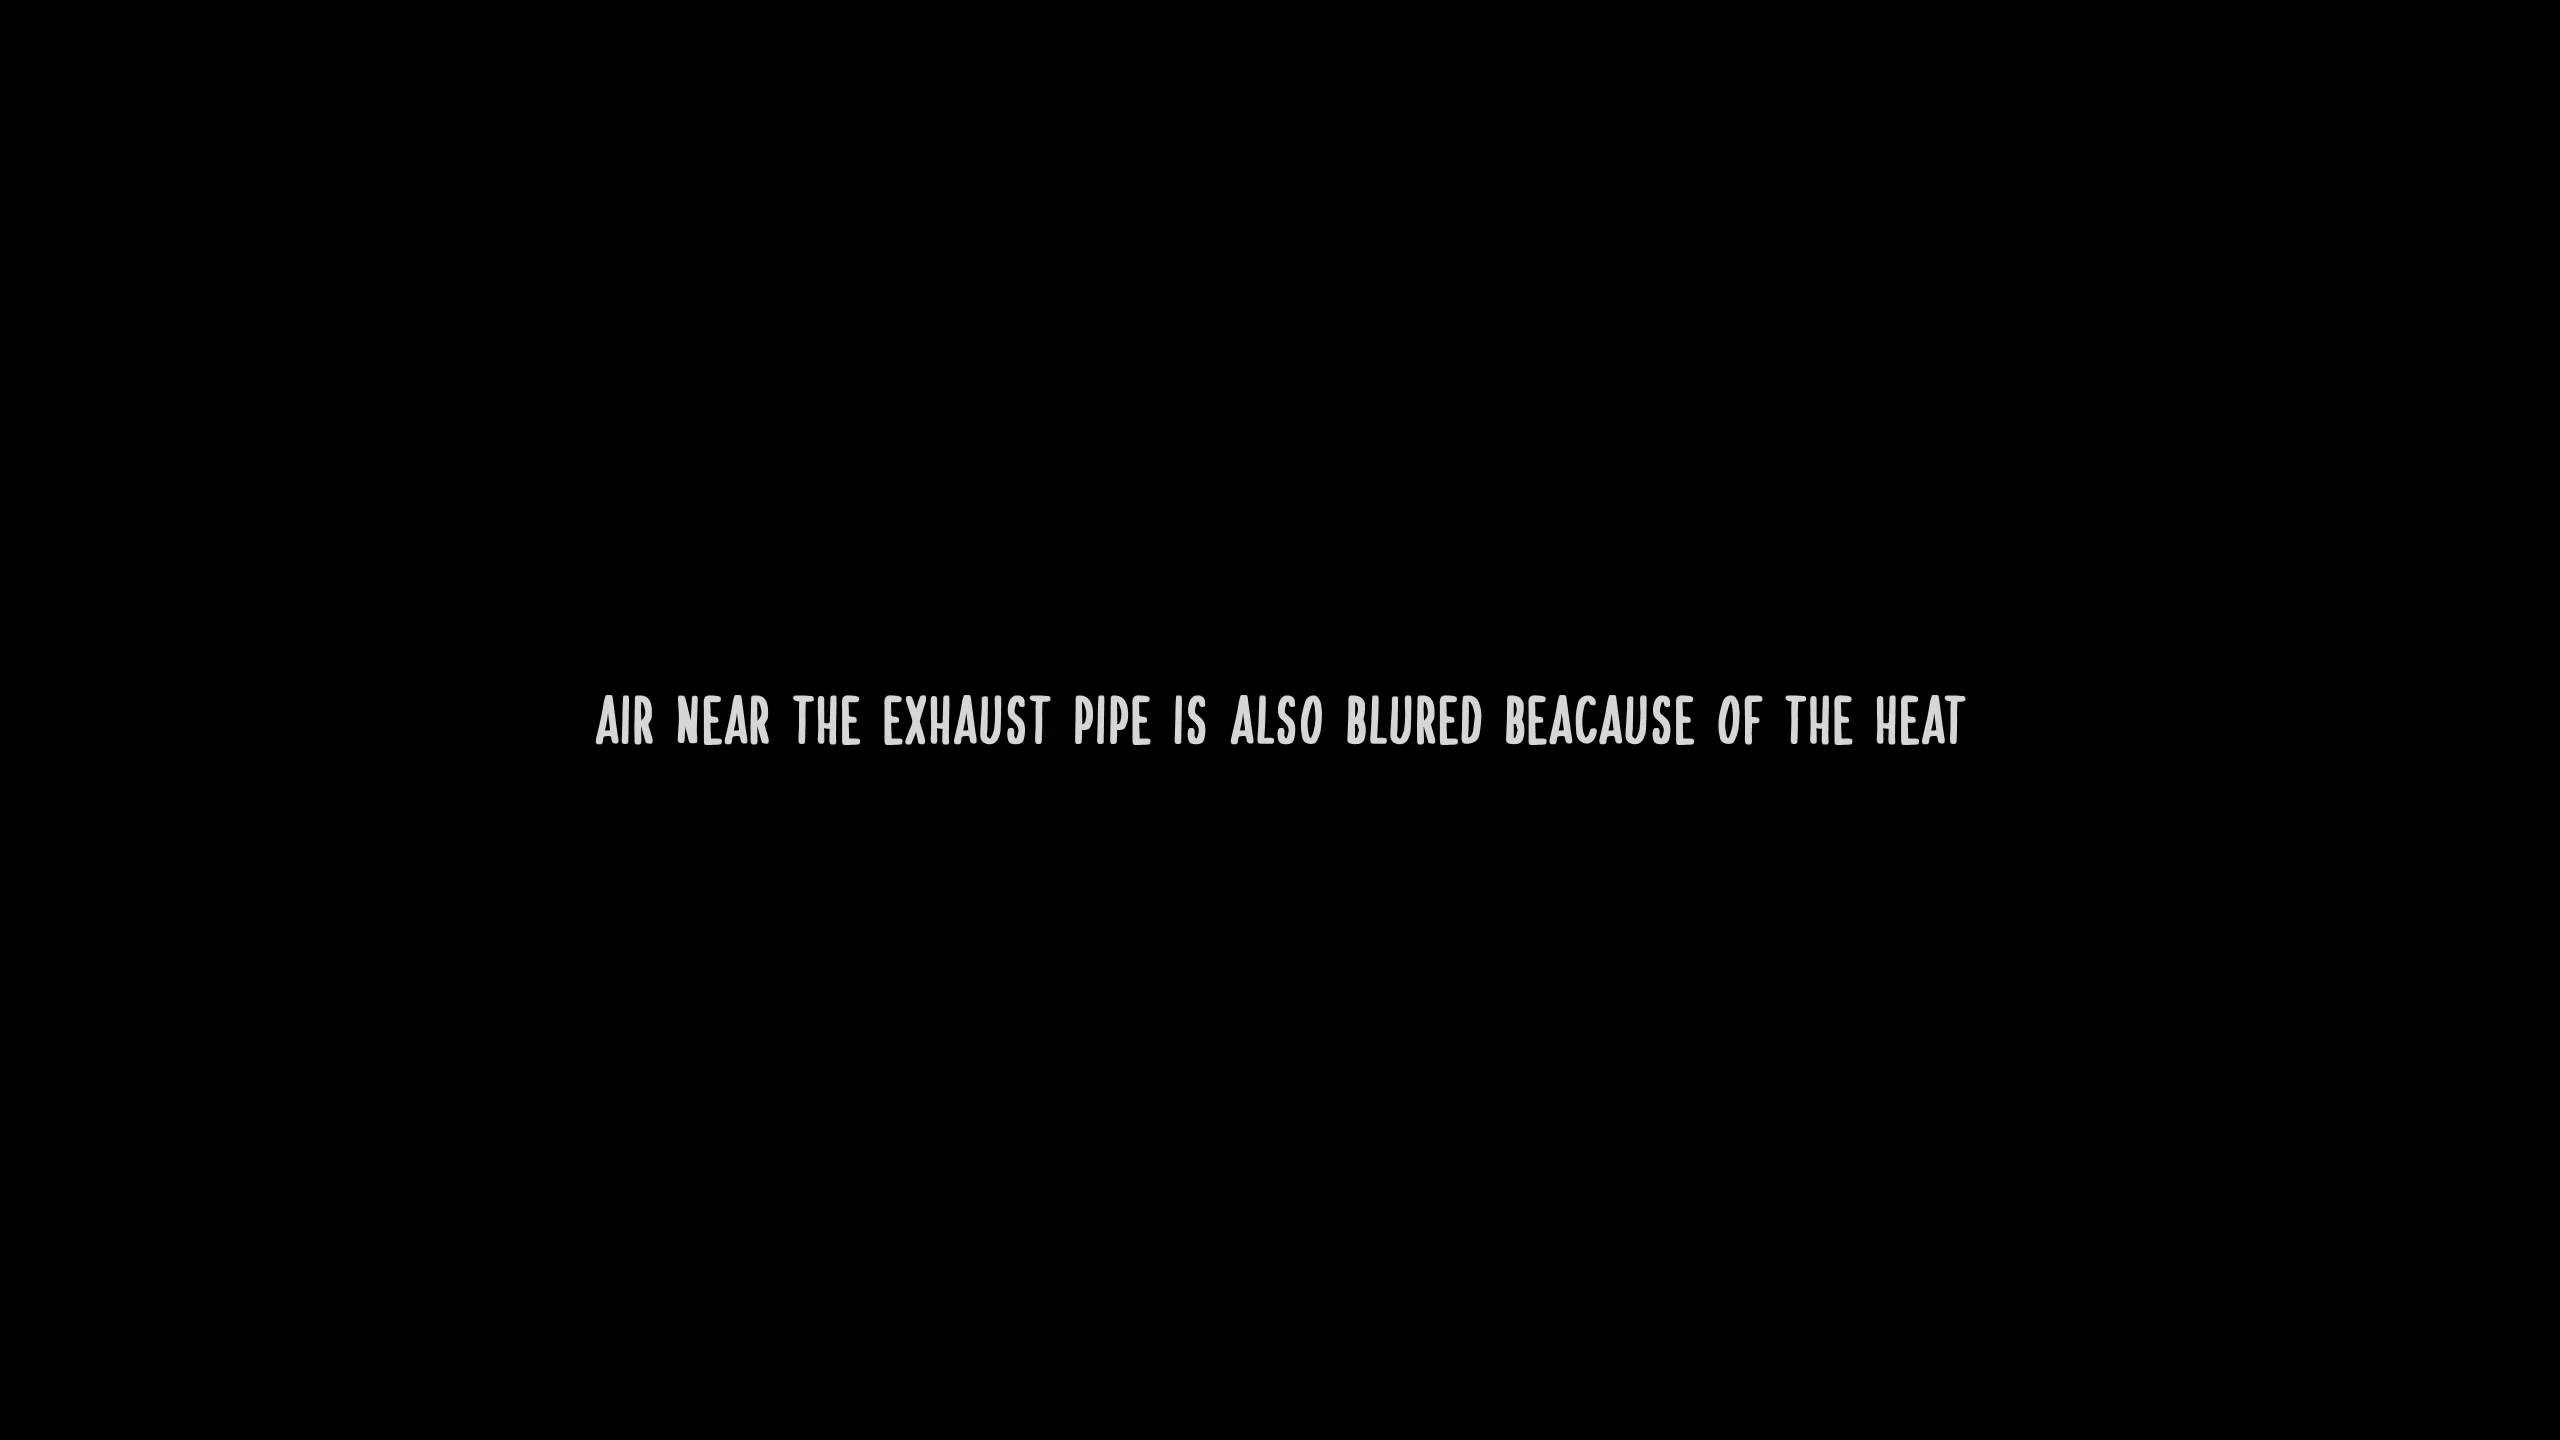 AIR NEAR THE EXHAUST PIPE IS ALSO BLURED BEACAUSE OF THE HEAT